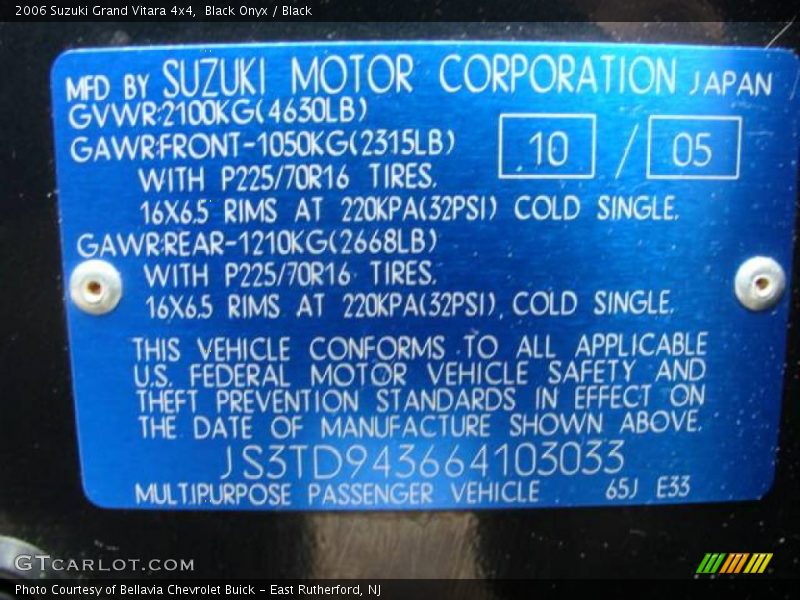 2006 Suzuki Grand Vitara 4x4, Black Onyx / Black
MFD BY SUZUKI MOTOR CORPORATION JAPAN
GVWR:2100KG(4630LB)
GAWR:FRONT-1050KG(2315LB) 10 / 05
WITH P225/70R16 TIRES,
16X6.5 RIMS AT 220KPA(32PSI) COLD SINGLE.
GAWR:REAR-1210KG(2668LB)
WITH P225/70R16 TIRES,
16X6.5 RIMS AT 220KPA(32PSI), COLD SINGLE.
THIS VEHICLE CONFORMS TO ALL APPLICABLE
U.S. FEDERAL MOTOR VEHICLE SAFETY AND
THEFT PREVENTION STANDARDS IN EFFECT ON
THE DATE OF MANUFACTURE SHOWN ABOVE.
JS3TD943664103033
MULTIPURPOSE PASSENGER VEHICLE 65J E33
GTCARLOT.COM
Photo Courtesy of Bellavia Chevrolet Buick - East Rutherford, NJ